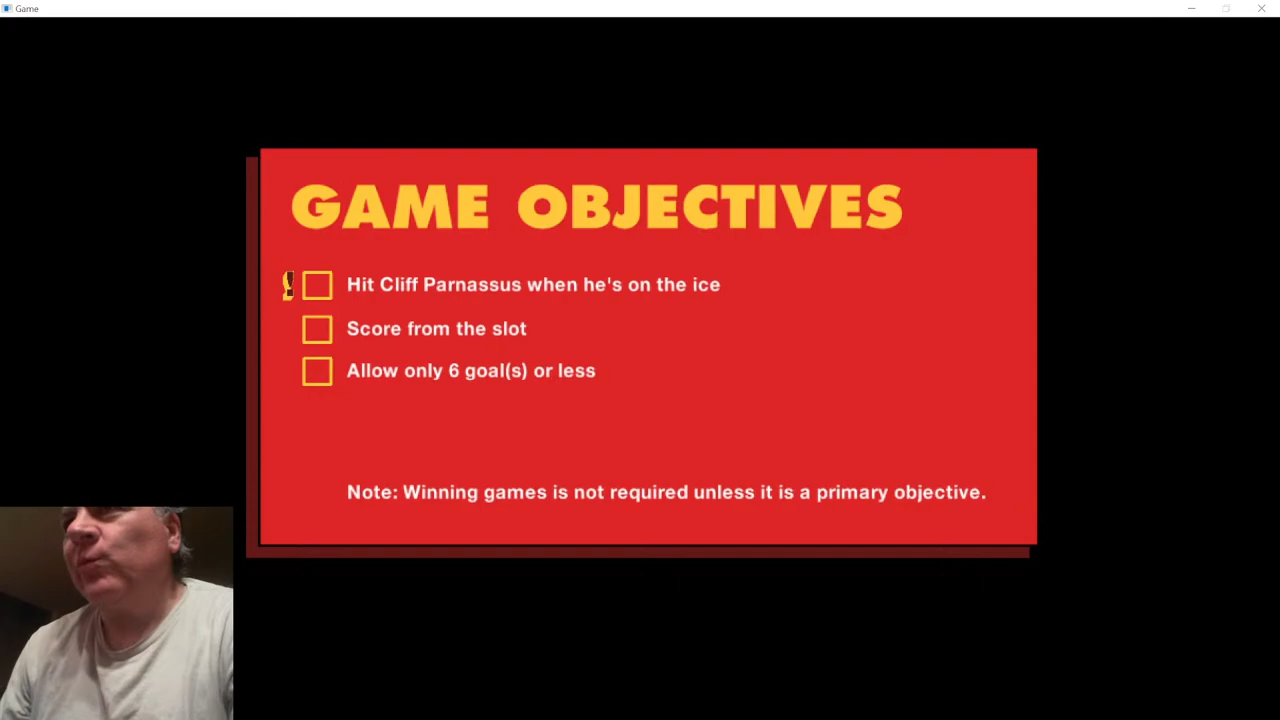 Game
GAME OBJECTIVES
! Hit Cliff Parnassus when he's on the ice
Score from the slot
Allow only 6 goal(s) or less
Note: Winning games is not required unless it is a primary objective.